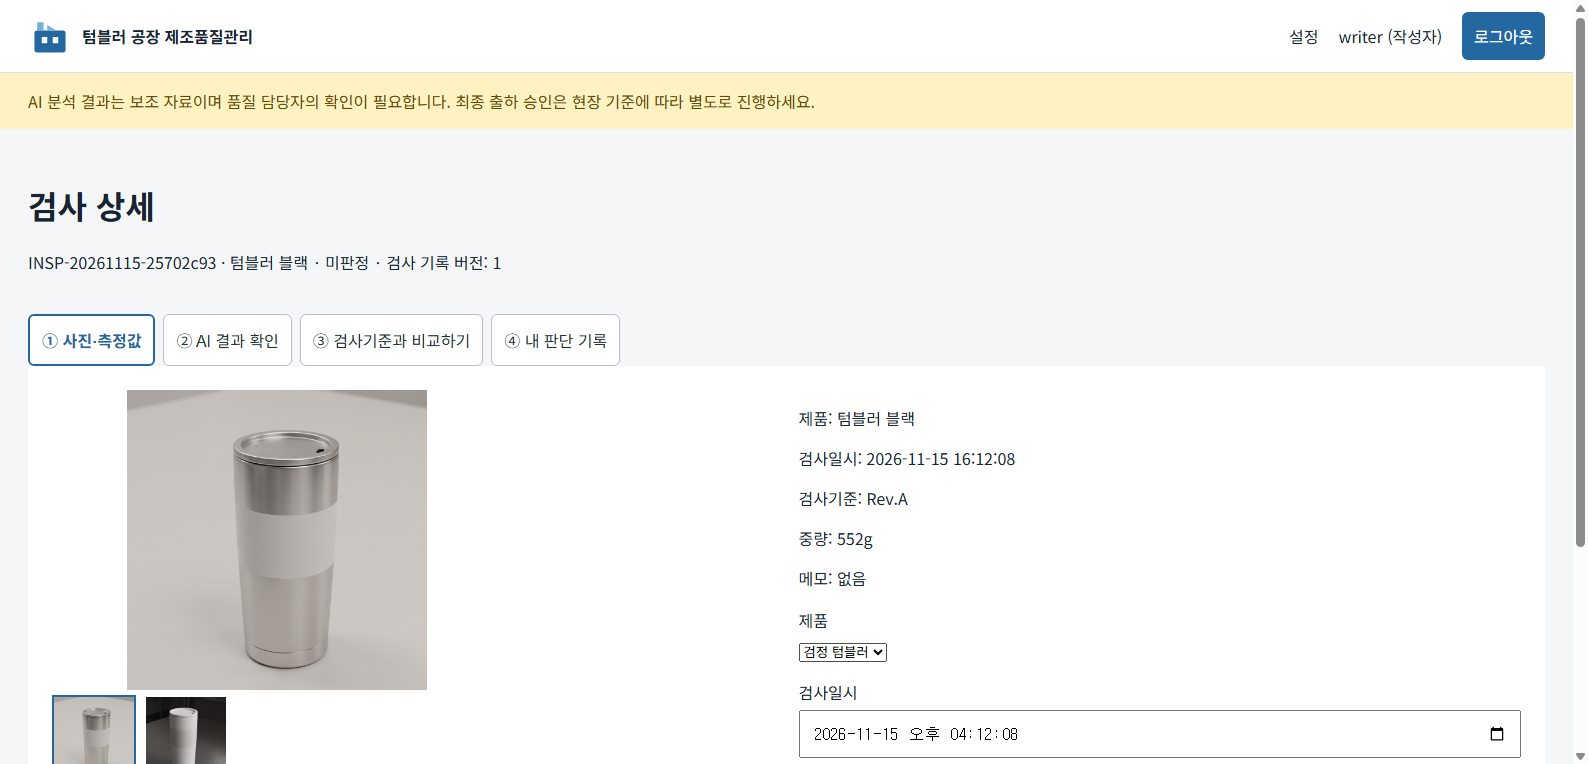 텀블러 공장 제조품질관리
설정 writer (작성자) 로그아웃
AI 분석 결과는 보조 자료이며 품질 담당자의 확인이 필요합니다. 최종 출하 승인은 현장 기준에 따라 별도로 진행하세요.
검사 상세
INSP-20261115-25702c93 · 텀블러 블랙 · 미판정 · 검사 기록 버전: 1
① 사진·측정값 ② AI 결과 확인 ③ 검사기준과 비교하기 ④ 내 판단 기록
제품: 텀블러 블랙
검사일시: 2026-11-15 16:12:08
검사기준: Rev.A
중량: 552g
메모: 없음
제품
검정 텀블러
검사일시
2026-11-15 오후 04:12:08